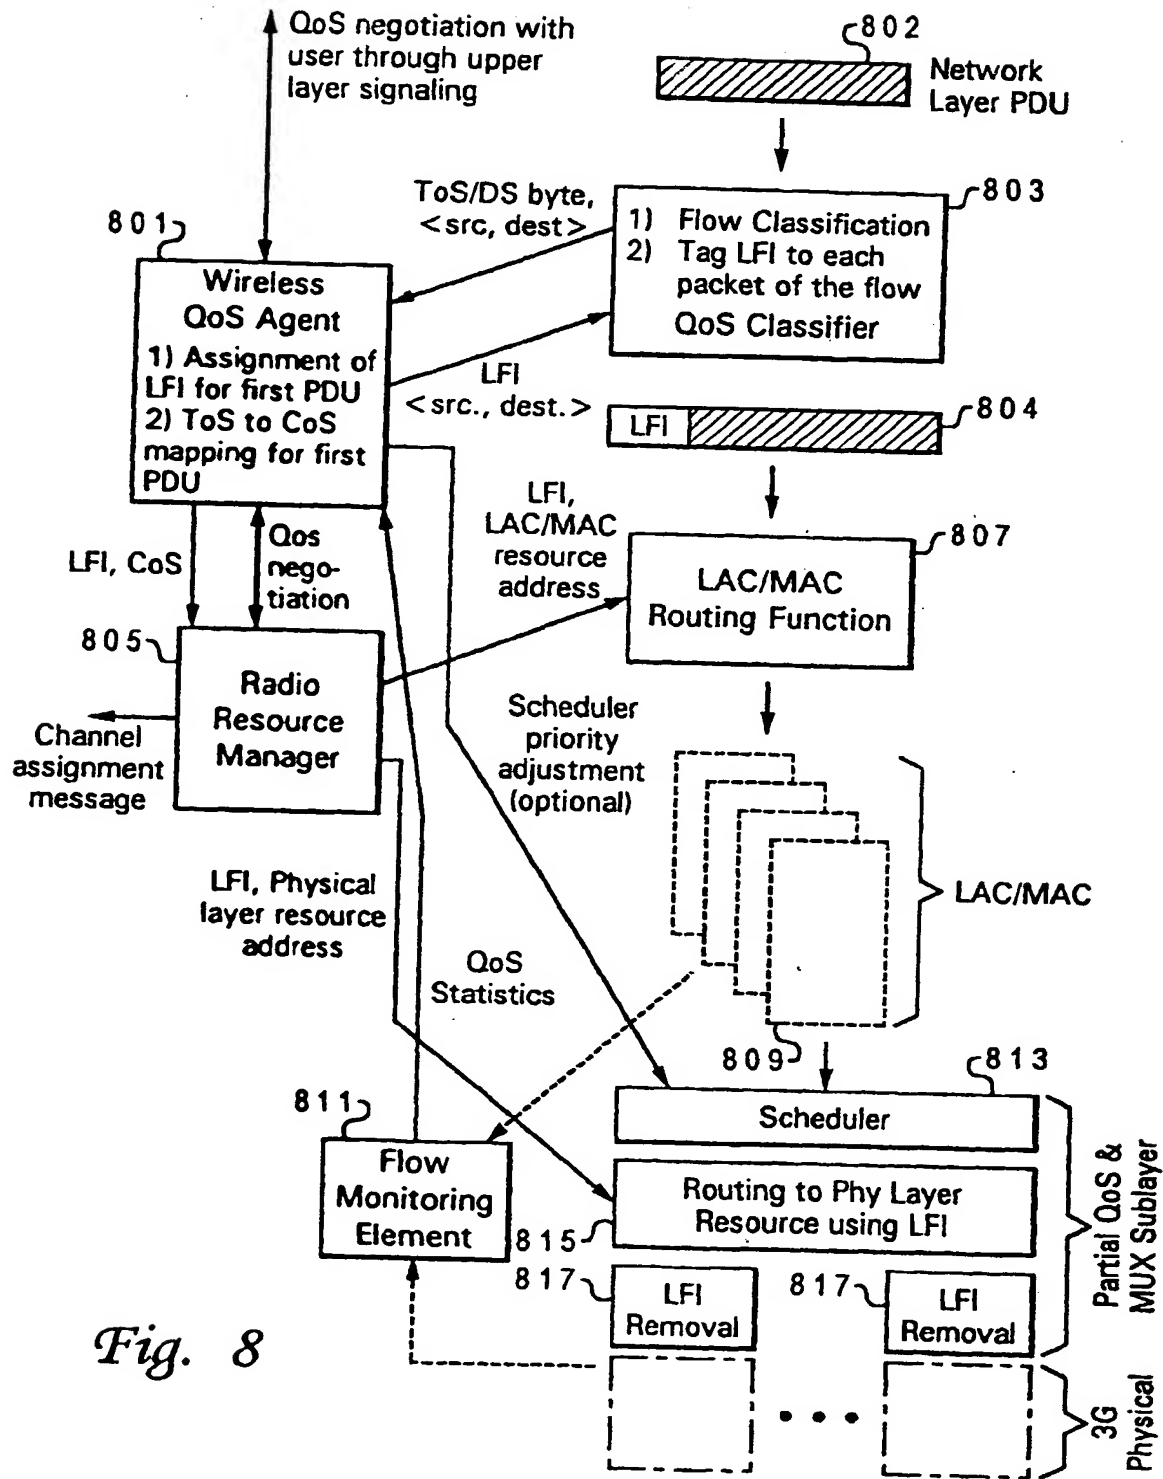 QoS negotiation with
user through upper
layer signaling
802
Network
Layer PDU
ToS/DS byte,
<src, dest>
803
1) Flow Classification
2) Tag LFI to each
packet of the flow
QoS Classifier
801
Wireless
QoS Agent
1) Assignment of
LFI for first PDU
2) ToS to CoS
mapping for first
PDU
LFI
<src., dest.>
LFI
804
LFI,
LAC/MAC
resource
address
807
LAC/MAC
Routing Function
LFI, CoS
Qos
nego-
tiation
805
Radio
Resource
Manager
Channel
assignment
message
Scheduler
priority
adjustment
(optional)
LAC/MAC
809
LFI, Physical
layer resource
address
QoS
Statistics
811
Flow
Monitoring
Element
813
Scheduler
815
Routing to Phy Layer
Resource using LFI
817
LFI
Removal
817
LFI
Removal
Partial QoS &
MUX Sublayer
3G
Physical
Fig. 8